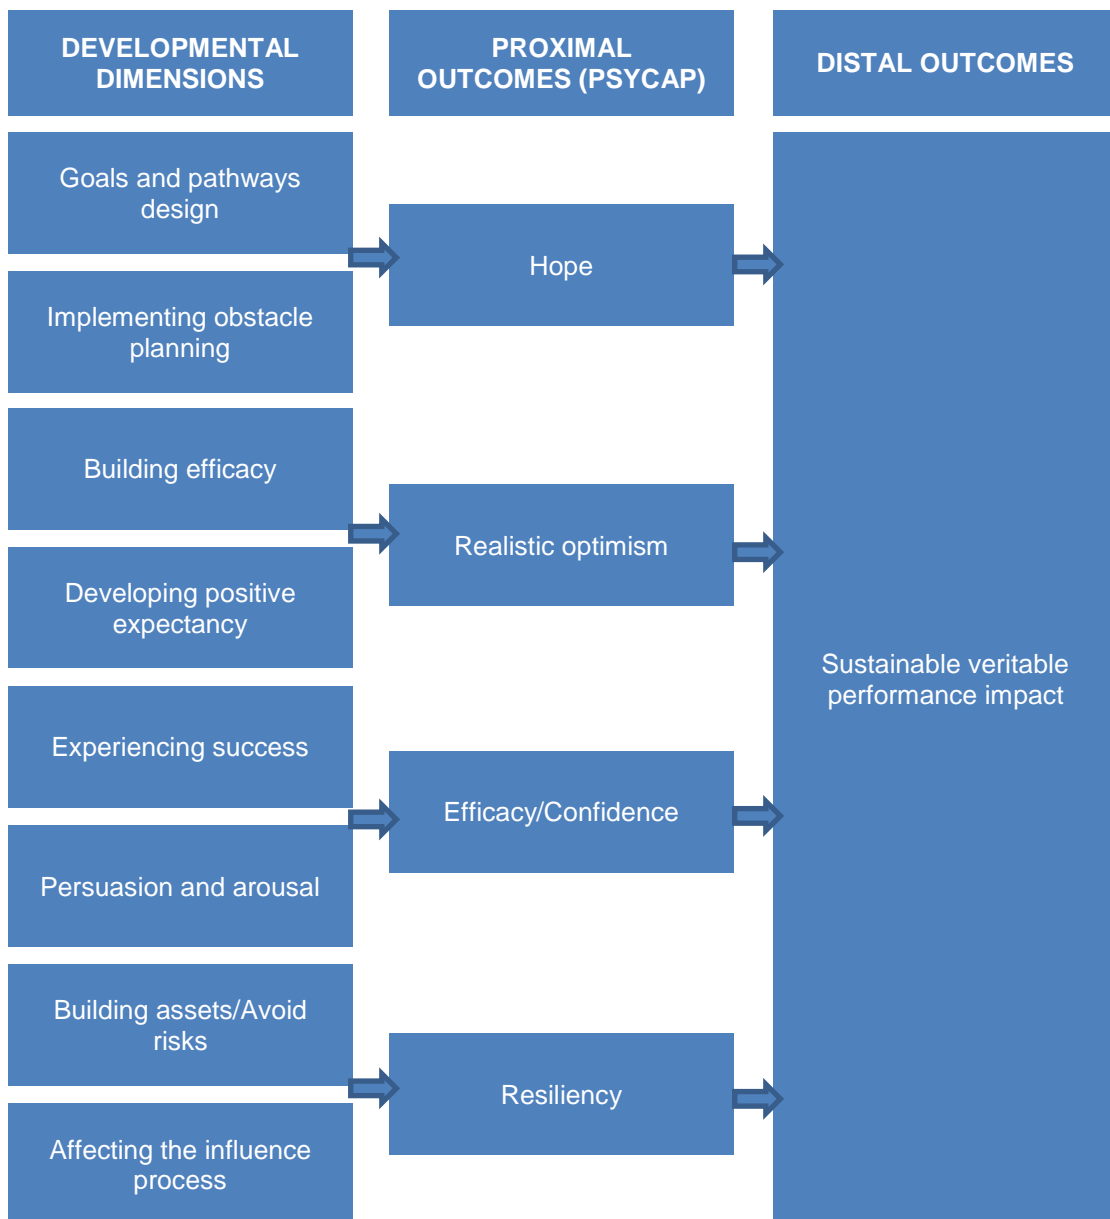 DEVELOPMENTAL
DIMENSIONS
PROXIMAL
OUTCOMES (PSYCAP)
DISTAL OUTCOMES
Goals and pathways
design
Implementing obstacle
planning
Hope
Building efficacy
Developing positive
expectancy
Realistic optimism
Experiencing success
Persuasion and arousal
Efficacy/Confidence
Building assets/Avoid
risks
Affecting the influence
process
Resiliency
Sustainable veritable
performance impact